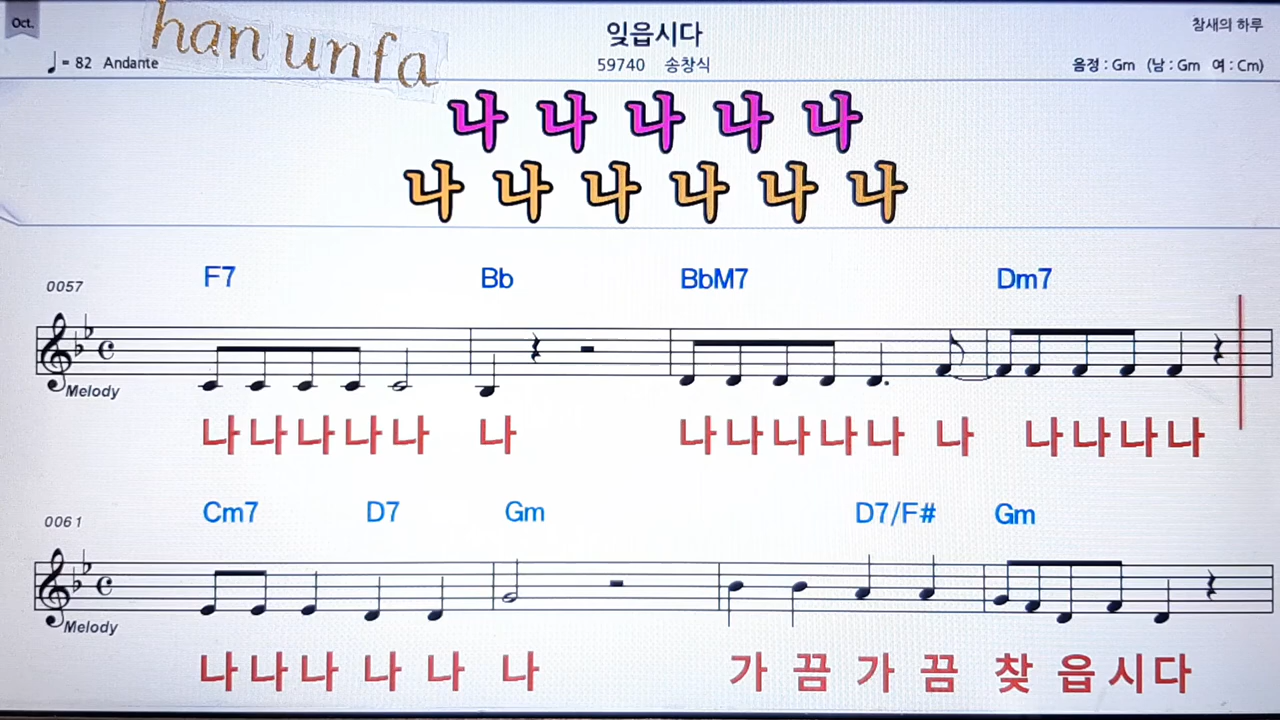 Oct.
han unfa
잊읍시다
참새의 하루
♩= 82 Andante
59740 송창식
음정 : Gm (남 : Gm 여 : Cm)
나 나 나 나 나
나 나 나 나 나 나
0057
F7 Bb BbM7 Dm7
Melody
나 나 나 나 나 나 나 나 나 나 나 나 나 나 나 나
0061
Cm7 D7 Gm D7/F# Gm
Melody
나 나 나 나 나 나 가 끔 가 끔 찾 읍 시 다